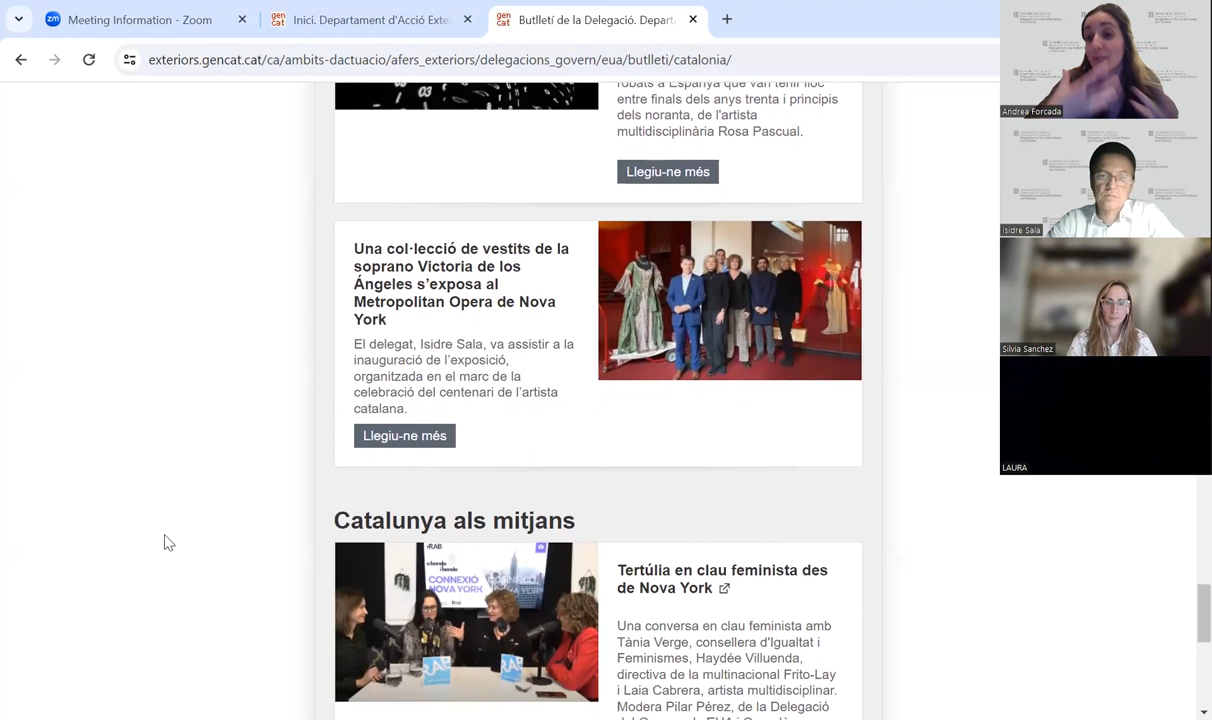 Meeting Information - Zoom
Inici. Departament d'Acció Exte
Butlletí de la Delegació. Depart
exteriors.gencat.cat/ca/ambits-dactuacio/afers_exteriors/delegacions_govern/eua/butlleti/catalonia/
robats a Espanya que van tenir lloc
entre finals dels anys trenta i principis
dels noranta, de l'artista
multidisciplinària Rosa Pascual.
Llegiu-ne més
Una col·lecció de vestits de la
soprano Victoria de los
Ángeles s'exposa al
Metropolitan Opera de Nova
York
El delegat, Isidre Sala, va assistir a la
inauguració de l'exposició,
organitzada en el marc de la
celebració del centenari de l'artista
catalana.
Llegiu-ne més
Catalunya als mitjans
+RAB
CONNEXIÓ
NOVA YORK
Tertúlia en clau feminista des
de Nova York
Una conversa en clau feminista amb
Tània Verge, consellera d'Igualtat i
Feminismes, Haydée Villuenda,
directiva de la multinacional Frito-Lay
i Laia Cabrera, artista multidisciplinar.
Modera Pilar Pérez, de la Delegació
Andrea Forcada
Isidre Sala
Silvia Sanchez
LAURA